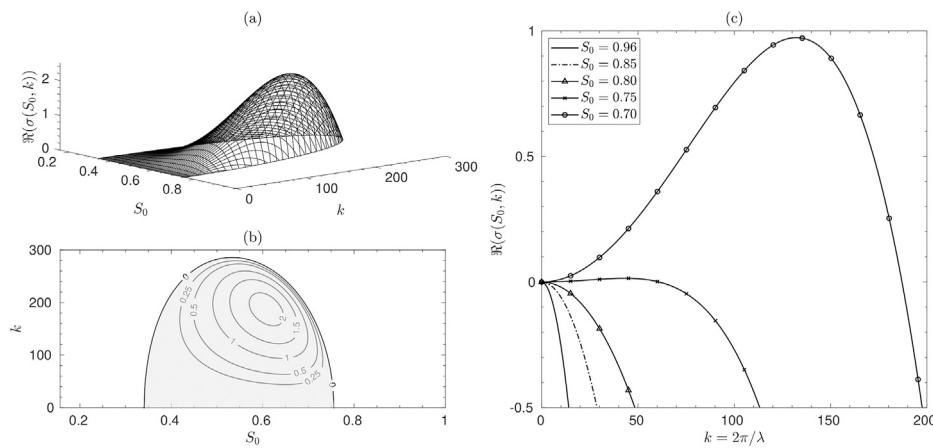 (a)
ℜ(σ(S₀, k))
2
1
0
0.2
0.4
0.6
0.8
S₀
0
100
200
300
k
(b)
k
300
200
100
0
0
0.25
0.5
1
1.5
2
1
0.5
0.25
0
0.2
0.4
0.6
0.8
1
S₀
(c)
ℜ(σ(S₀, k))
1
0.5
0
-0.5
S₀ = 0.96
S₀ = 0.85
S₀ = 0.80
S₀ = 0.75
S₀ = 0.70
0
50
100
150
200
k = 2π/λ